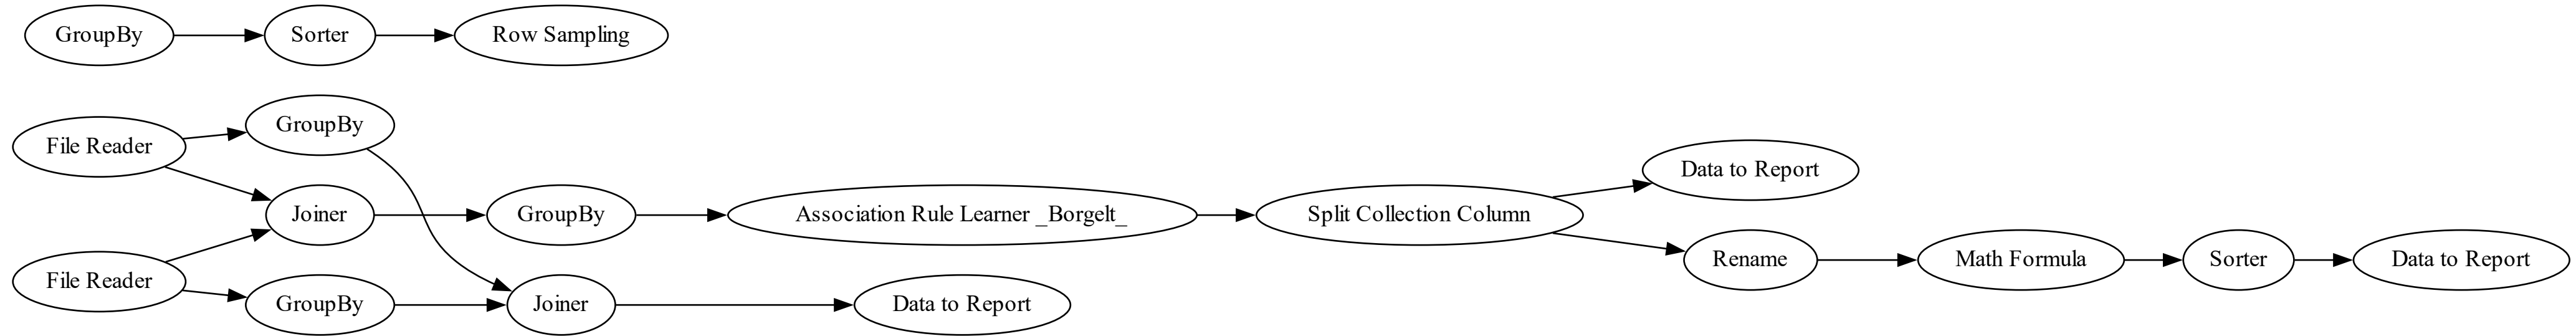 GroupBy
Sorter
Row Sampling
File Reader
GroupBy
Joiner
GroupBy
Association Rule Learner _Borgelt_
Split Collection Column
Data to Report
File Reader
GroupBy
Joiner
Data to Report
Rename
Math Formula
Sorter
Data to Report